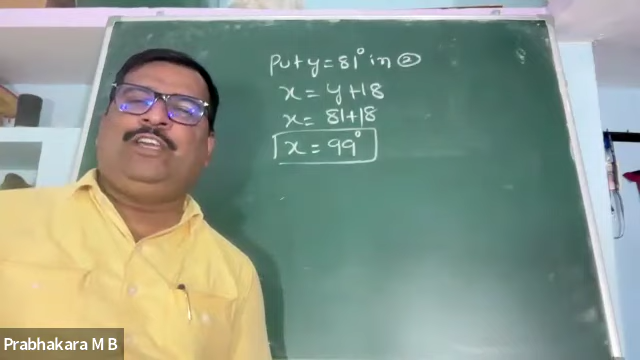 Put y = 81° in ②
x = y + 18
x = 81 + 18
x = 99°
Prabhakara M B